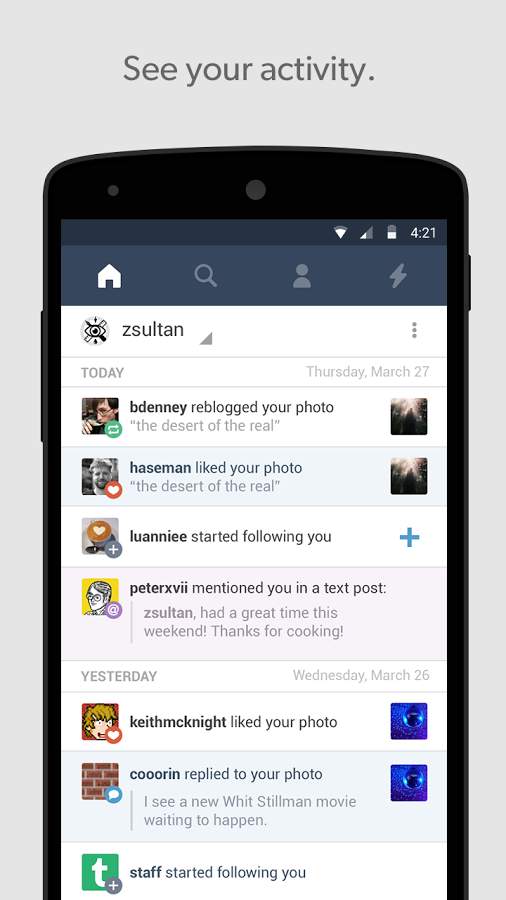 See your activity.
4:21
zsultan
TODAY
Thursday, March 27
bdenney reblogged your photo
“the desert of the real”
haseman liked your photo
“the desert of the real”
luanniee started following you
peterxvii mentioned you in a text post:
zsultan, had a great time this
weekend! Thanks for cooking!
YESTERDAY
Wednesday, March 26
keithmcknight liked your photo
cooorin replied to your photo
I see a new Whit Stillman movie
waiting to happen.
t
staff started following you